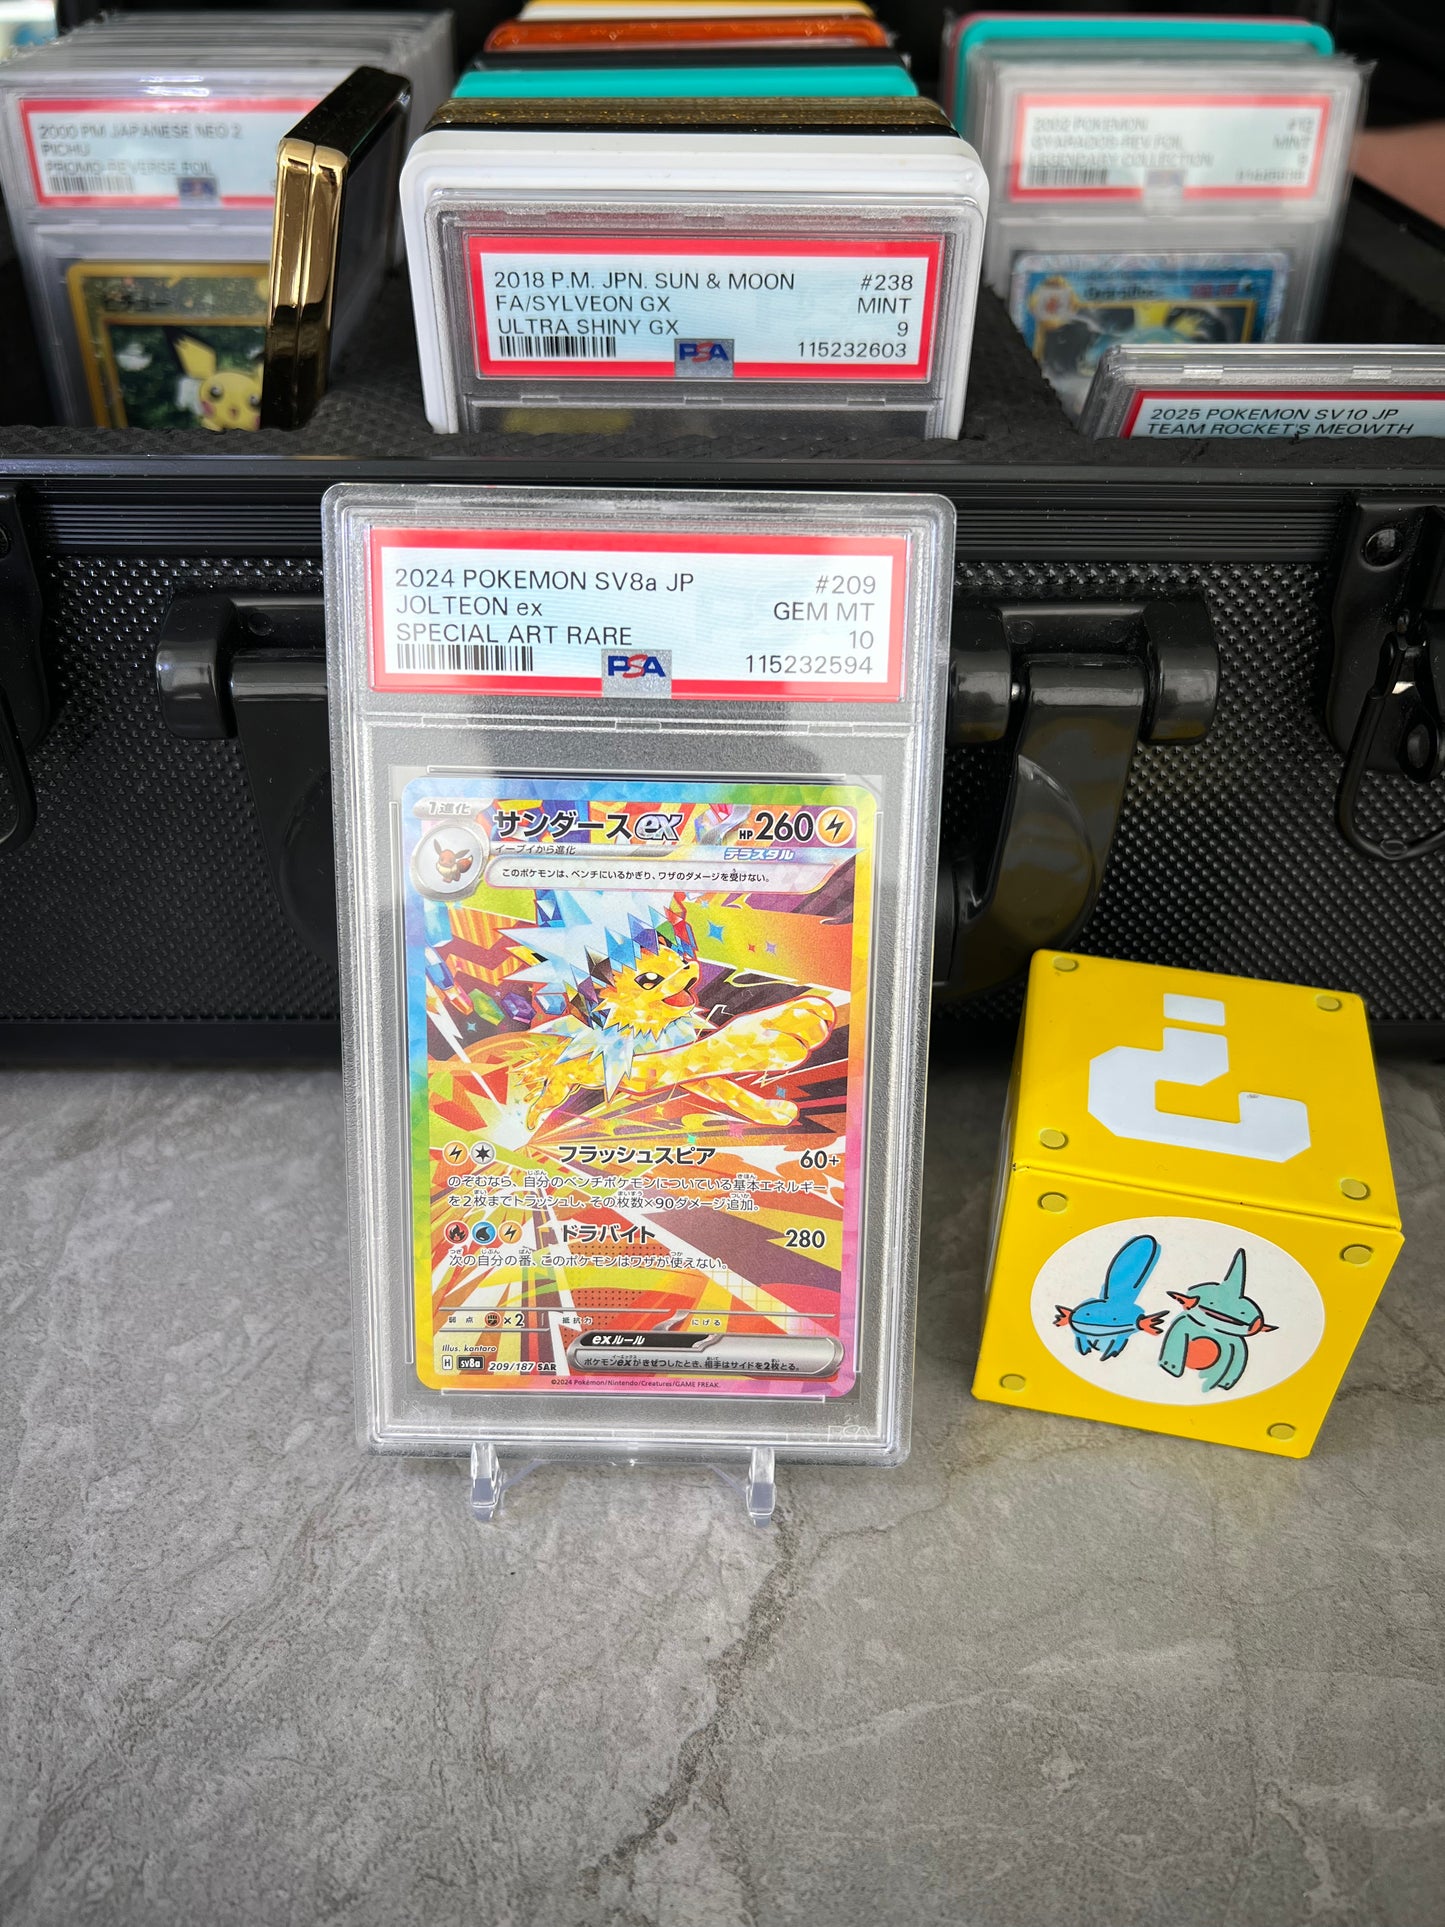 2000 PM JAPANESE NEO 2
PICHU
PROMO-REVERSE FOIL
2018 P.M. JPN. SUN & MOON #238
FA/SYLVEON GX MINT
ULTRA SHINY GX 9
PSA 115232603
2002 POKEMON #12
GYARADOS-REV.FOIL MINT
LEGENDARY COLLECTION 9
2025 POKEMON SV10 JP
TEAM ROCKET'S MEOWTH
2024 POKEMON SV8a JP #209
JOLTEON ex GEM MT
SPECIAL ART RARE 10
PSA 115232594
1進化
サンダースex HP260
イーブイから進化 テラスタル
このポケモンは、ベンチにいるかぎり、ワザのダメージを受けない。
フラッシュスピア 60+
のぞむなら、自分のベンチポケモンについている基本エネルギー
を2枚までトラッシュし、その枚数×90ダメージ追加。
ドラバイト 280
次の自分の番、このポケモンはワザが使えない。
弱点 ×2 抵抗力 にげる
exルール
ポケモンexがきぜつしたとき、相手はサイドを2枚とる。
Illus. kantaro
H sv8a 209/187 SAR
©2024 Pokémon/Nintendo/Creatures/GAME FREAK.
?